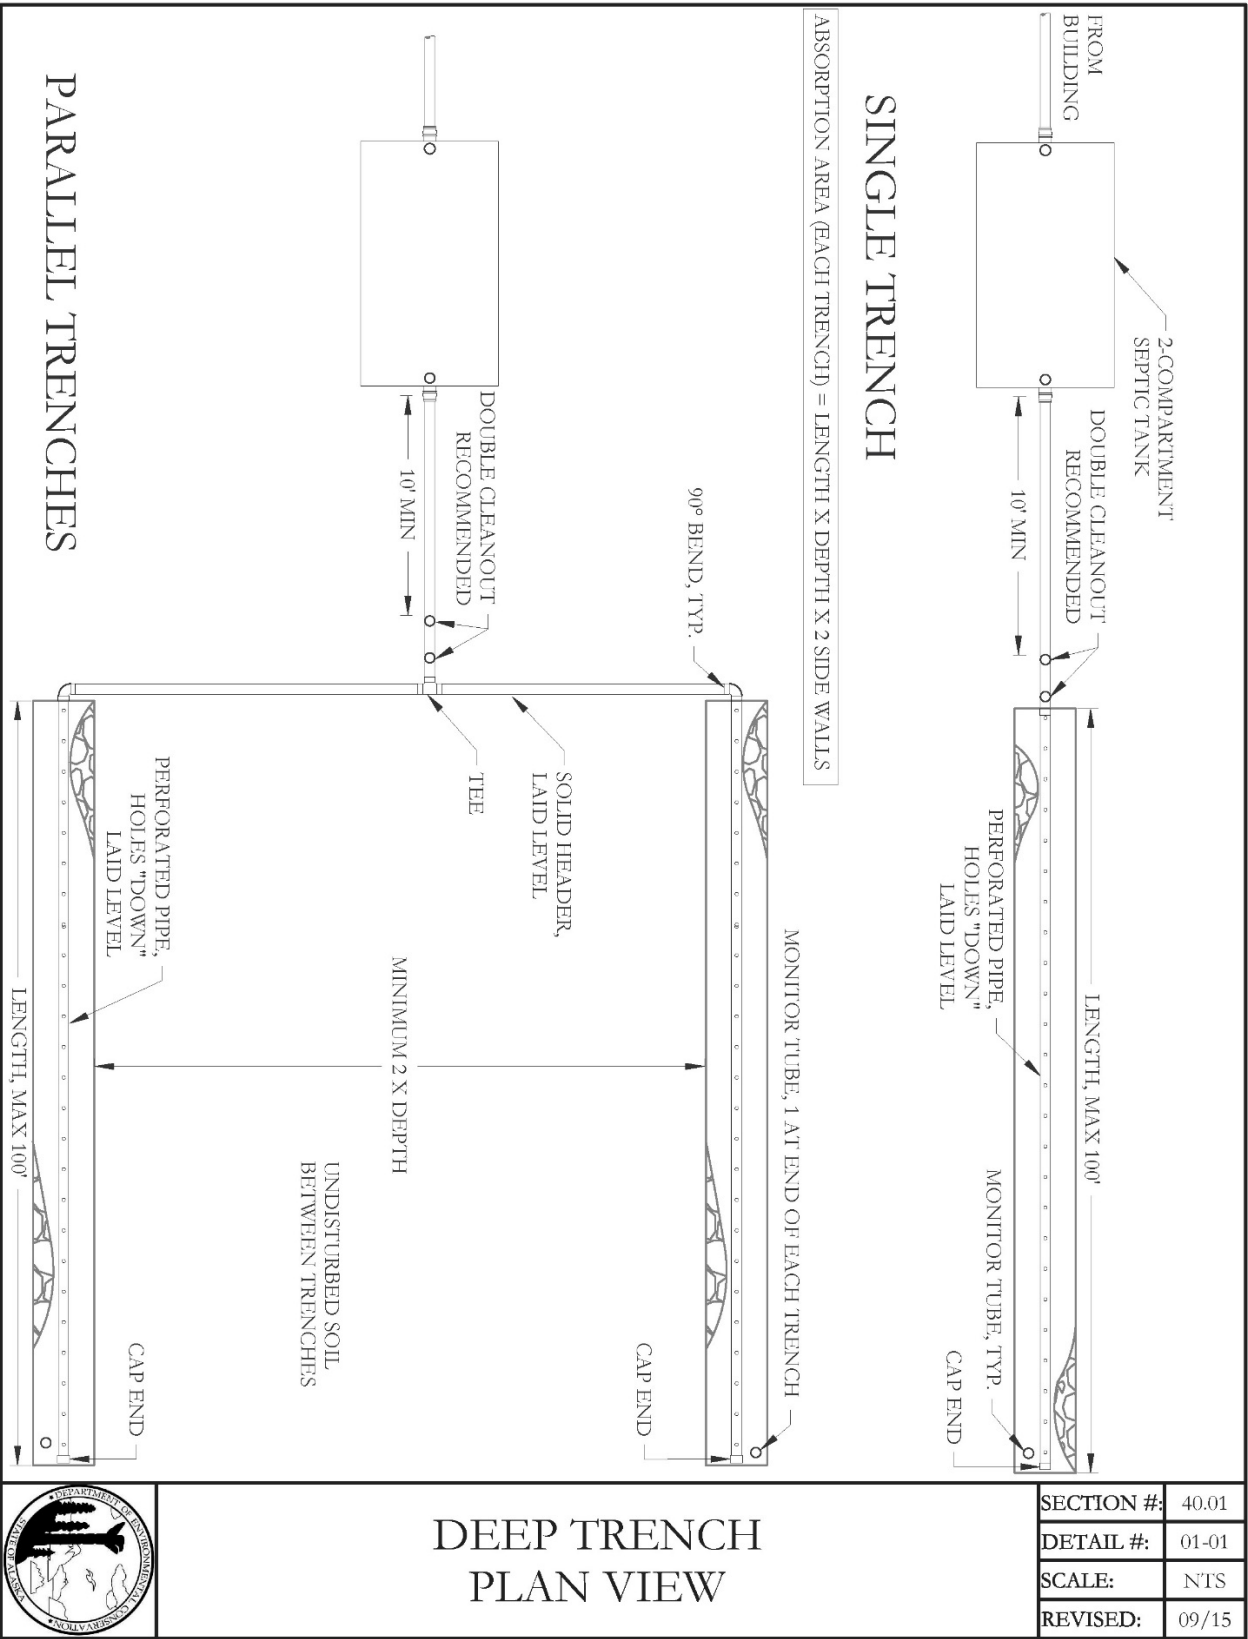 FROM
BUILDING
2-COMPARTMENT
SEPTIC TANK
DOUBLE CLEANOUT
RECOMMENDED
10' MIN
LENGTH, MAX 100'
PERFORATED PIPE,
HOLES "DOWN"
LAID LEVEL
MONITOR TUBE, TYP.
CAP END
SINGLE TRENCH
ABSORPTION AREA (EACH TRENCH) = LENGTH X DEPTH X 2 SIDE WALLS
90° BEND, TYP.
DOUBLE CLEANOUT
RECOMMENDED
10' MIN
TEE
SOLID HEADER,
LAID LEVEL
MONITOR TUBE, 1 AT END OF EACH TRENCH
CAP END
MINIMUM 2 X DEPTH
UNDISTURBED SOIL
BETWEEN TRENCHES
PERFORATED PIPE,
HOLES "DOWN"
LAID LEVEL
CAP END
LENGTH, MAX 100'
PARALLEL TRENCHES
DEPARTMENT OF ENVIRONMENTAL CONSERVATION
STATE OF ALASKA
DEEP TRENCH
PLAN VIEW
SECTION #: 40.01
DETAIL #: 01-01
SCALE: NTS
REVISED: 09/15